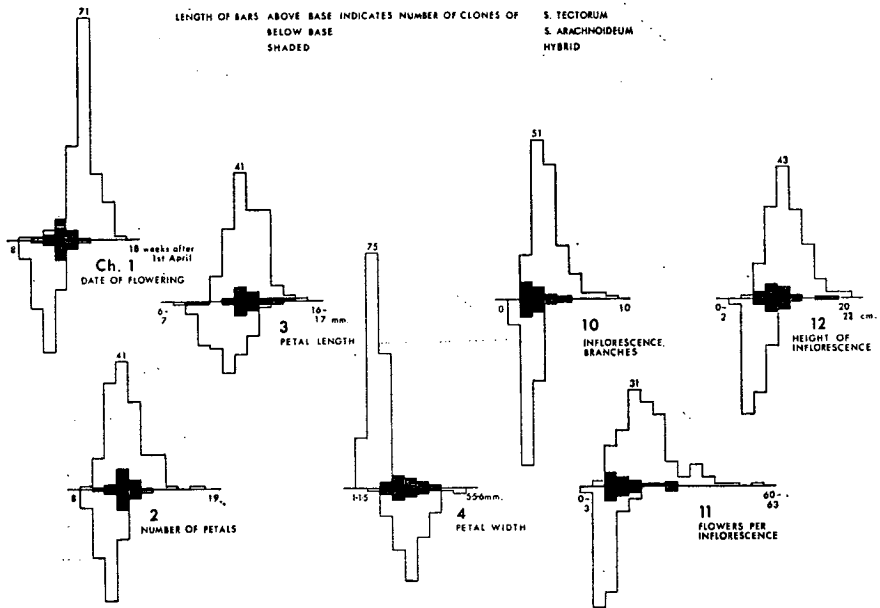 LENGTH OF BARS ABOVE BASE INDICATES NUMBER OF CLONES OF S. TECTORUM
BELOW BASE S. ARACHNOIDEUM
SHADED HYBRID
71
8 18 weeks after
1st April
Ch. 1
DATE OF FLOWERING
41
6-
7
16-
17 mm.
3
PETAL LENGTH
51
0 10
10
INFLORESCENCE
BRANCHES
43
0-
2
20
22 cm.
12
HEIGHT OF
INFLORESCENCE
41
8 19
2
NUMBER OF PETALS
75
1-1·5 5·5-6mm.
4
PETAL WIDTH
31
0-
3
60-
63
11
FLOWERS PER
INFLORESCENCE